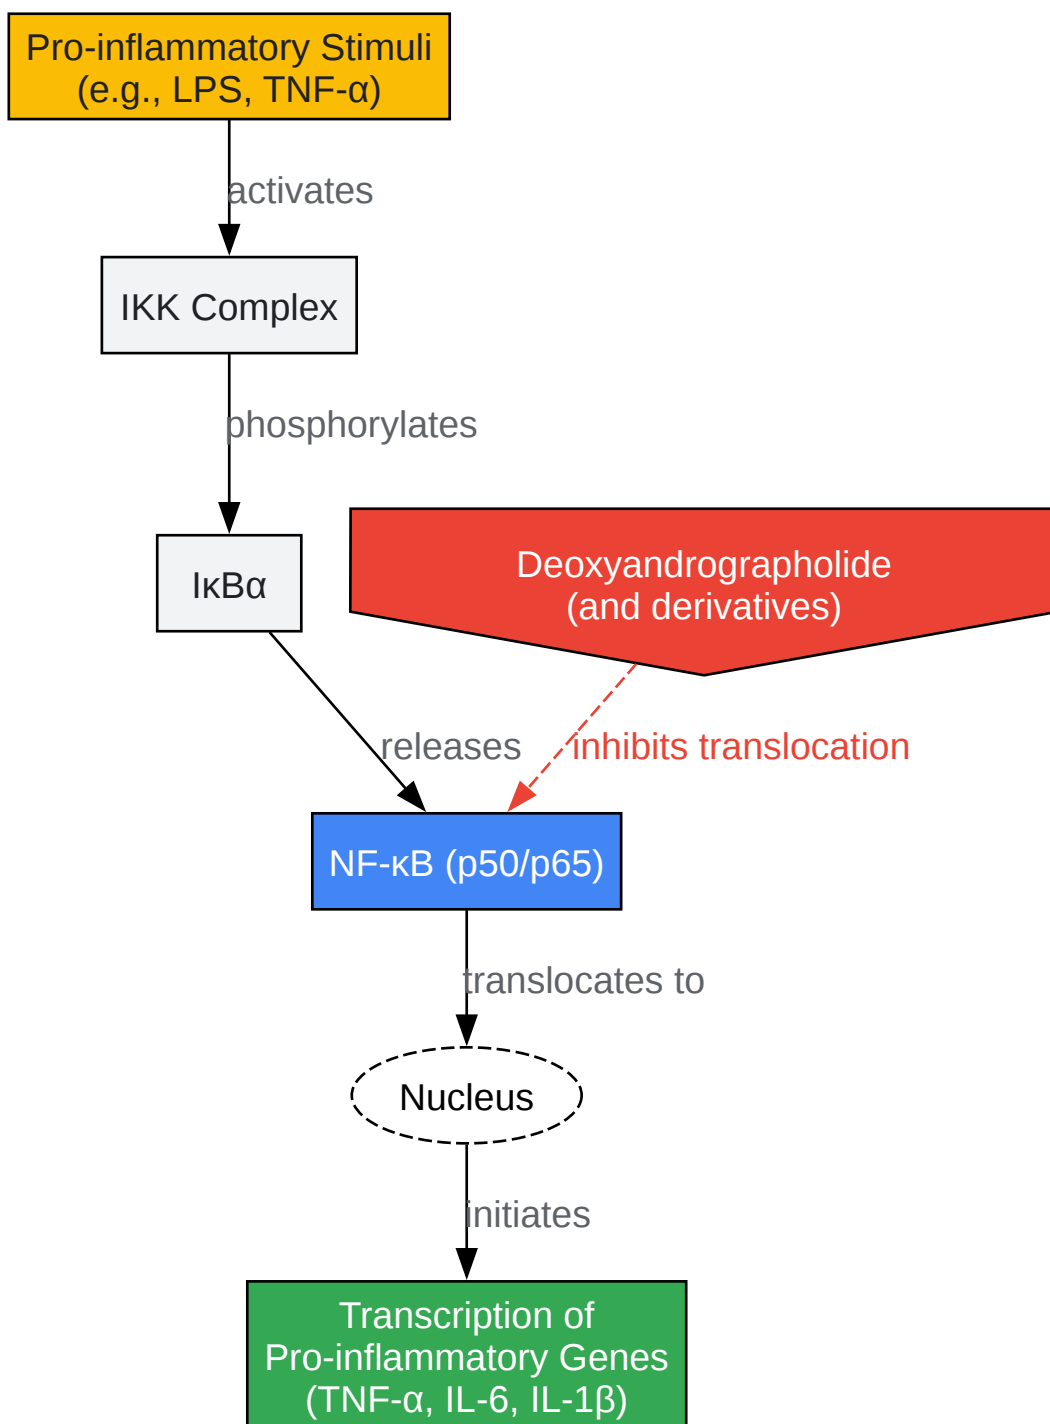 Pro-inflammatory Stimuli
(e.g., LPS, TNF-α)
activates
IKK Complex
phosphorylates
IκBα
Deoxyandrographolide
(and derivatives)
releases
inhibits translocation
NF-κB (p50/p65)
translocates to
Nucleus
initiates
Transcription of
Pro-inflammatory Genes
(TNF-α, IL-6, IL-1β)